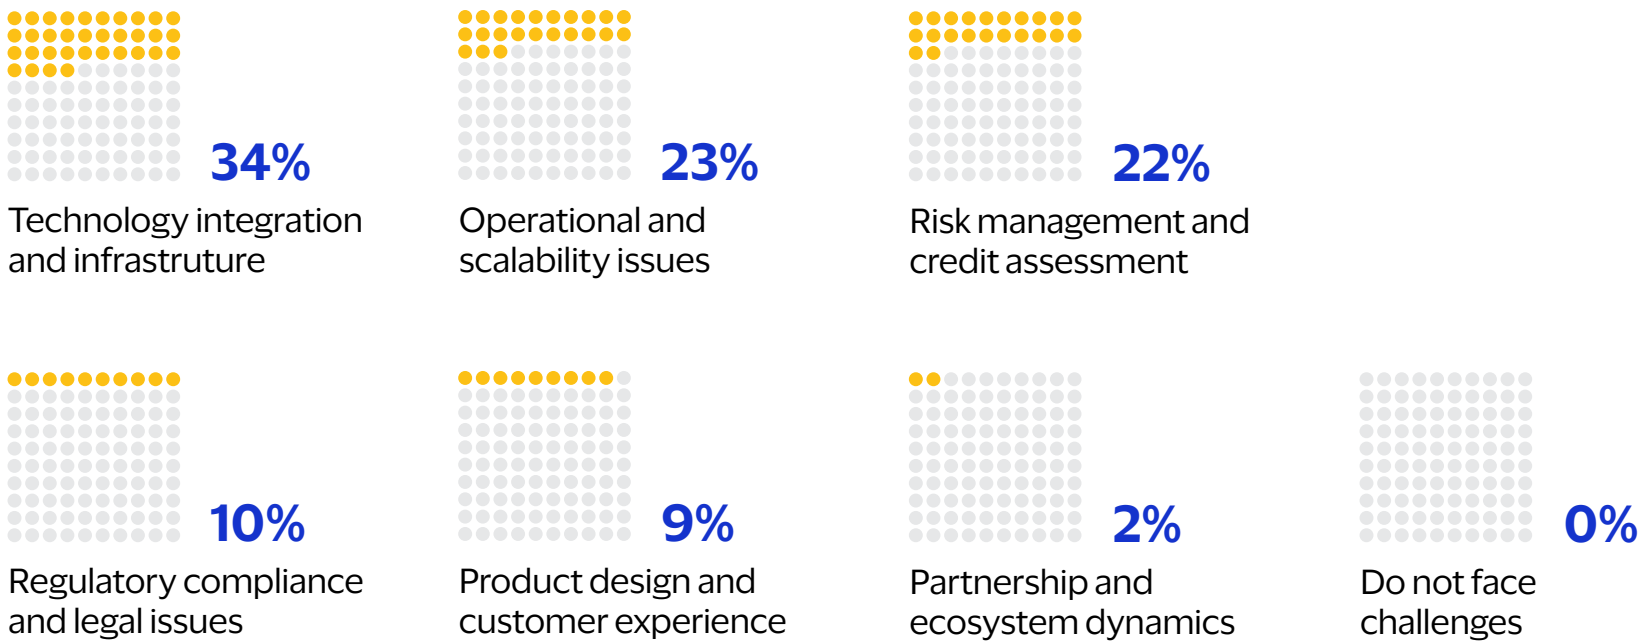 34%
Technology integration
and infrastruture
23%
Operational and
scalability issues
22%
Risk management and
credit assessment
10%
Regulatory compliance
and legal issues
9%
Product design and
customer experience
2%
Partnership and
ecosystem dynamics
0%
Do not face
challenges